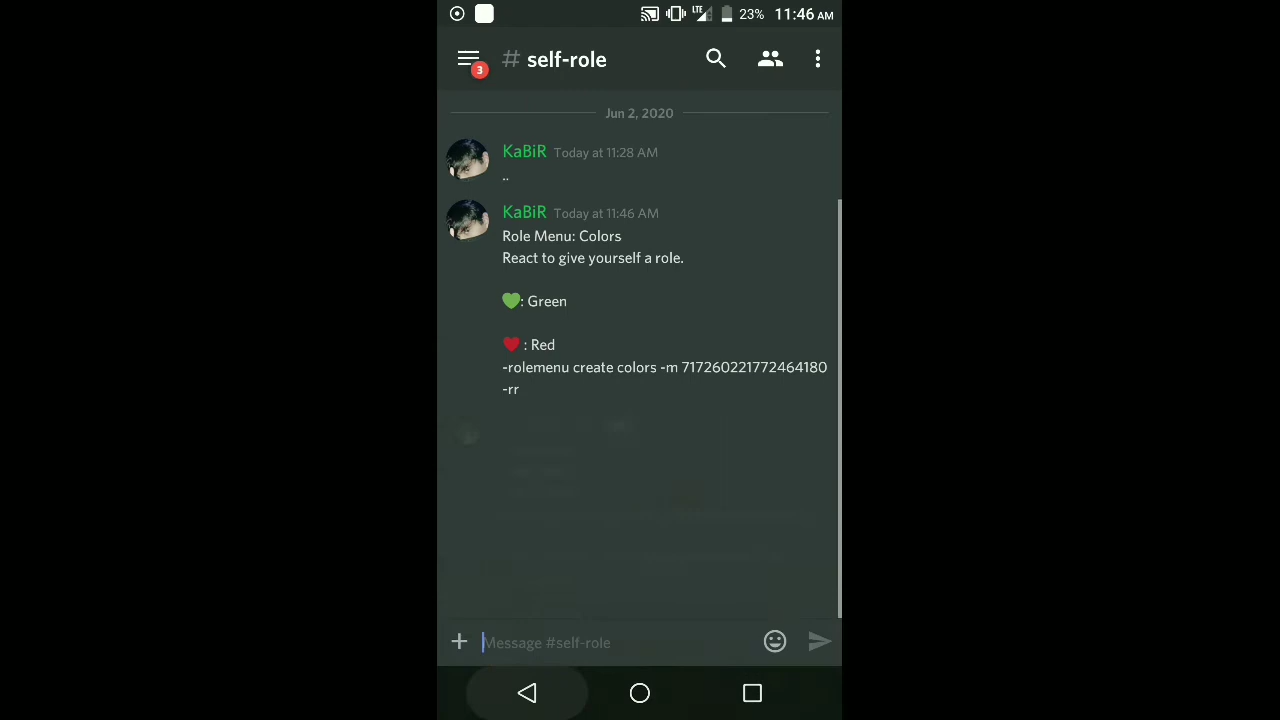 LTE 23% 11:46 AM
3 # self-role
Jun 2, 2020
KaBiR Today at 11:28 AM
..
KaBiR Today at 11:46 AM
Role Menu: Colors
React to give yourself a role.
💚: Green
❤️ : Red
-rolemenu create colors -m 717260221772464180
-rr
Message #self-role